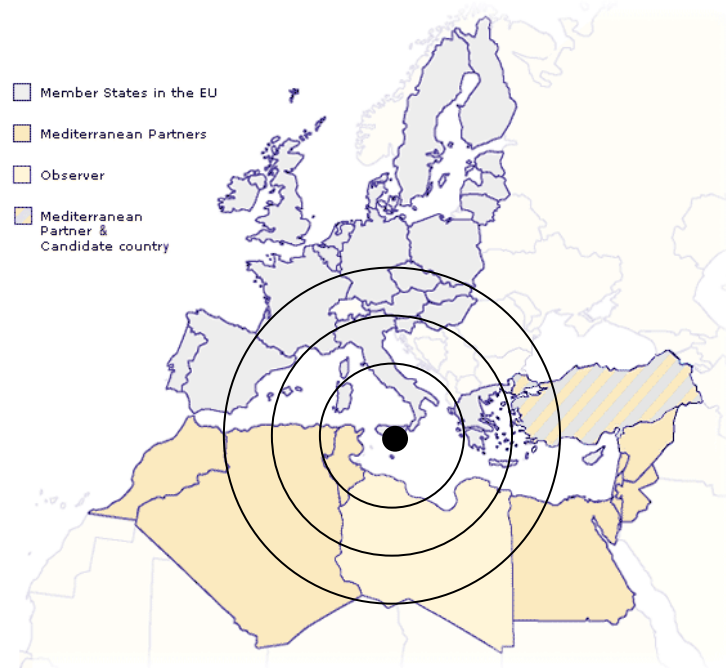 Member States in the EU
Mediterranean Partners
Observer
Mediterranean
Partner &
Candidate country